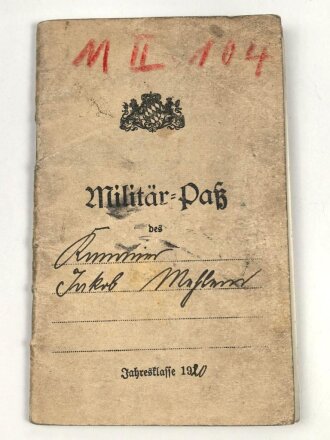 M II 104
Militär-Paß
des
Jakob
Jahresklasse 1920